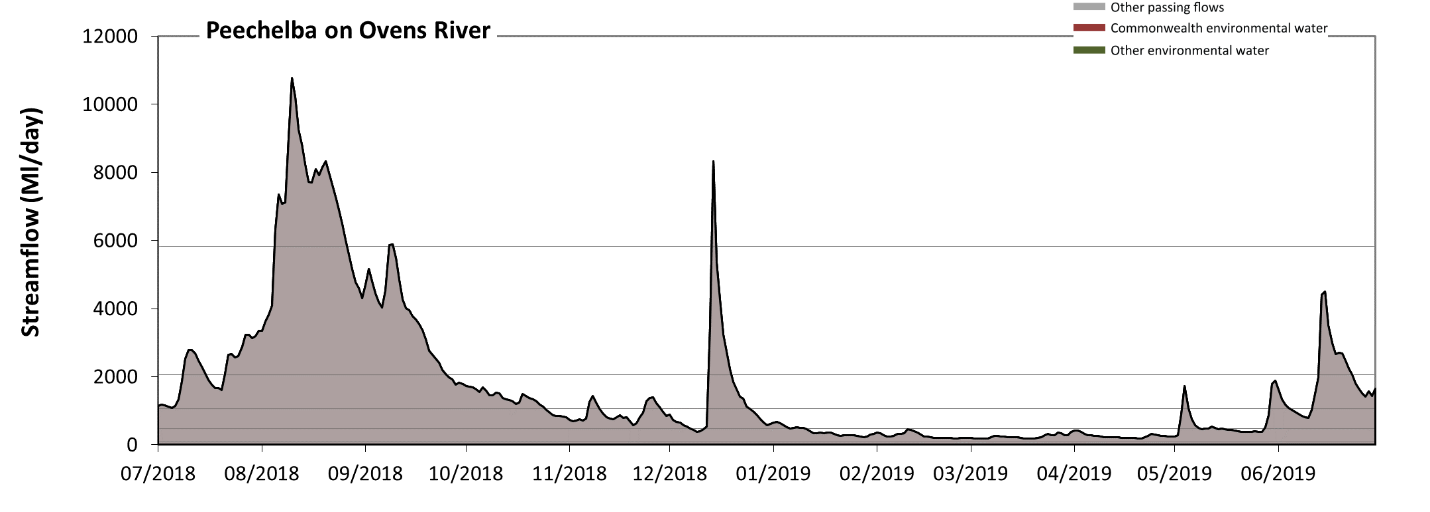 Other passing flows
Peechelba on Ovens River
Commonwealth environmental water
Other environmental water
Streamflow (Ml/day)
12000
10000
8000
6000
4000
2000
0
07/2018 08/2018 09/2018 10/2018 11/2018 12/2018 01/2019 02/2019 03/2019 04/2019 05/2019 06/2019